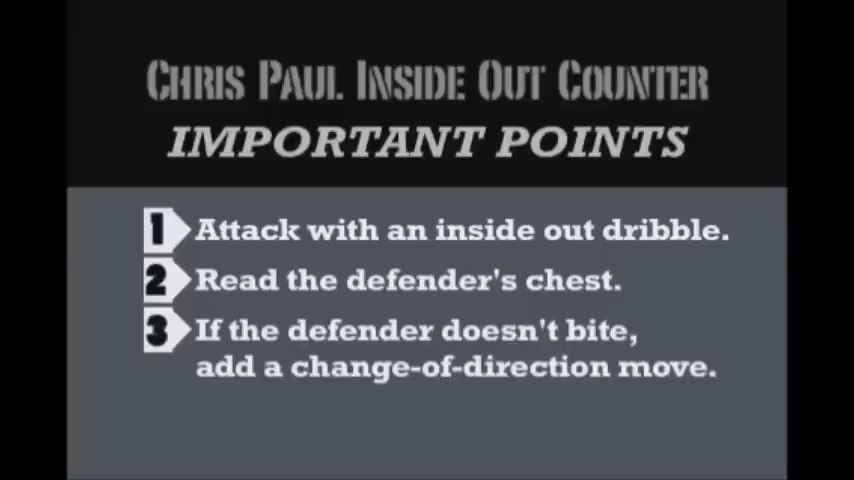 CHRIS PAUL INSIDE OUT COUNTER
IMPORTANT POINTS
1 Attack with an inside out dribble.
2 Read the defender's chest.
3 If the defender doesn't bite,
add a change-of-direction move.